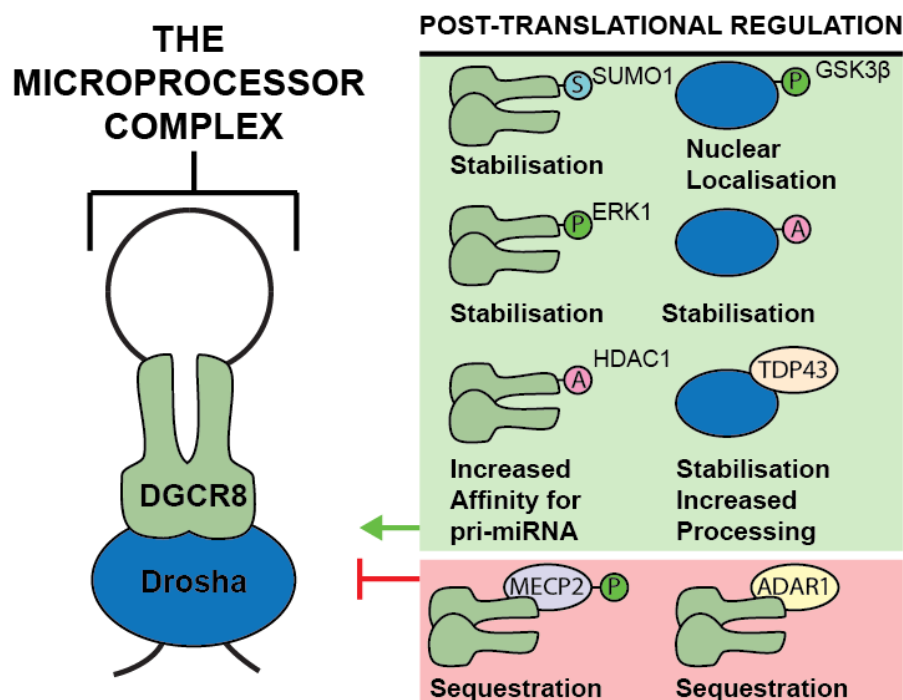 THE
MICROPROCESSOR
COMPLEX
DGCR8
Drosha
POST-TRANSLATIONAL REGULATION
S SUMO1
Stabilisation
P GSK3β
Nuclear
Localisation
P ERK1
Stabilisation
A
Stabilisation
HDAC1
A
Increased
Affinity for
pri-miRNA
TDP43
Stabilisation
Increased
Processing
MECP2 P
Sequestration
ADAR1
Sequestration